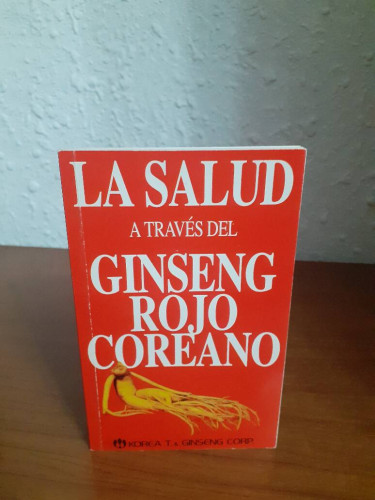 LA SALUD
A TRAVÉS DEL
GINSENG
ROJO
COREANO
KOREA T. & GINSENG CORP.